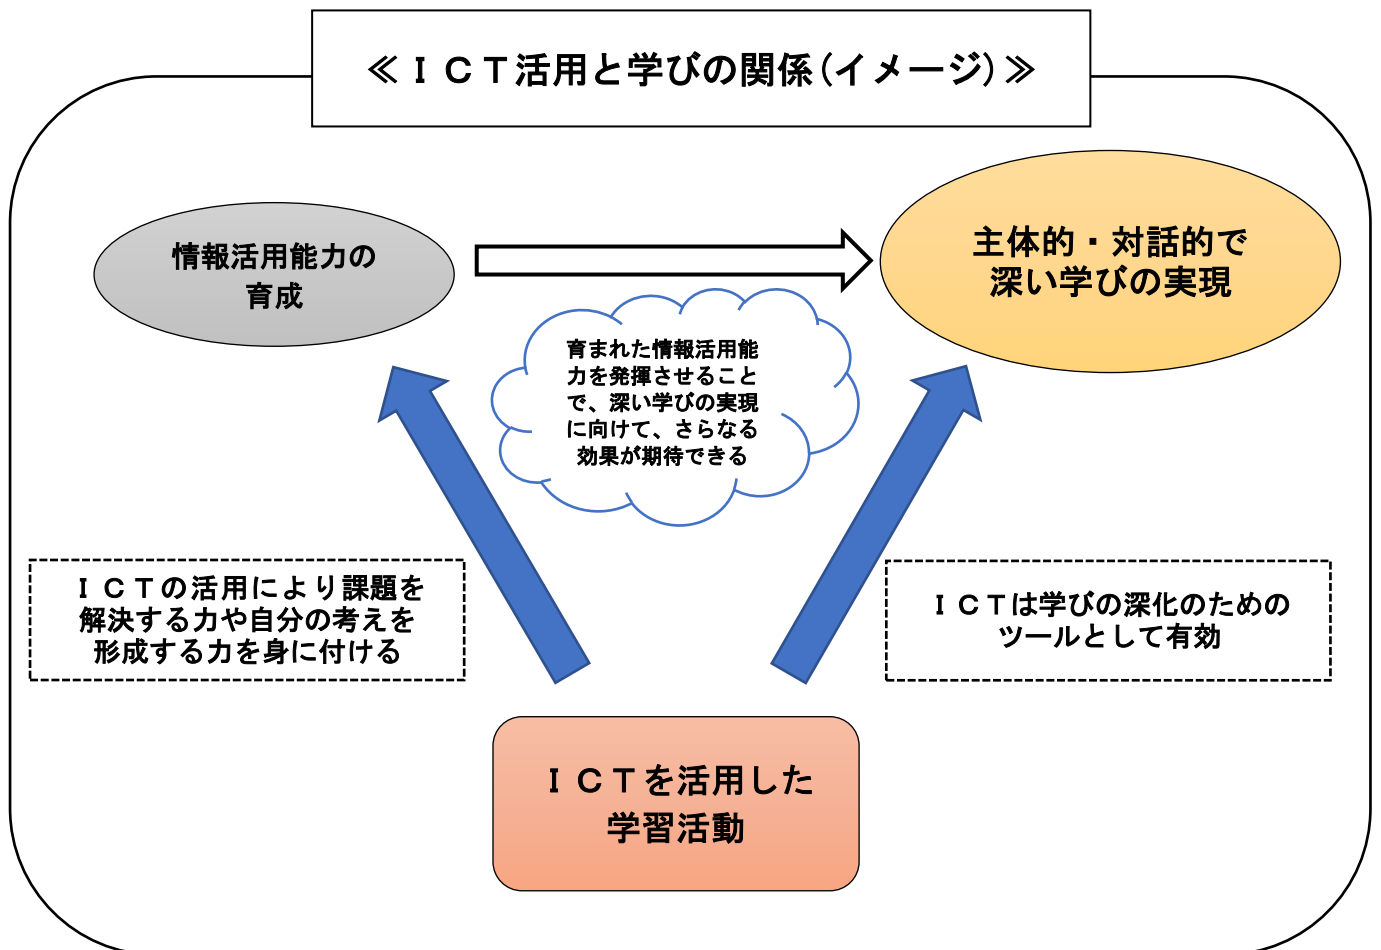 ≪ＩＣＴ活用と学びの関係（イメージ）≫
情報活用能力の
育成
主体的・対話的で
深い学びの実現
育まれた情報活用能
力を発揮させること
で、深い学びの実現
に向けて、さらなる
効果が期待できる
ＩＣＴの活用により課題を
解決する力や自分の考えを
形成する力を身に付ける
ＩＣＴは学びの深化のための
ツールとして有効
ＩＣＴを活用した
学習活動